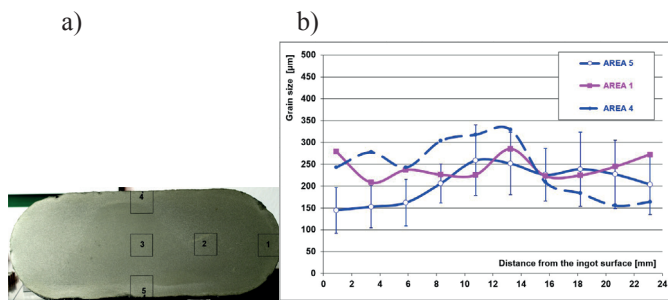 a)
b)
4
3
2
1
5
Grain size [µm]
500
450
400
350
300
250
200
150
100
50
0
AREA 5
AREA 1
AREA 4
Distance from the ingot surface [mm]
0 2 4 6 8 10 12 14 16 18 20 22 24